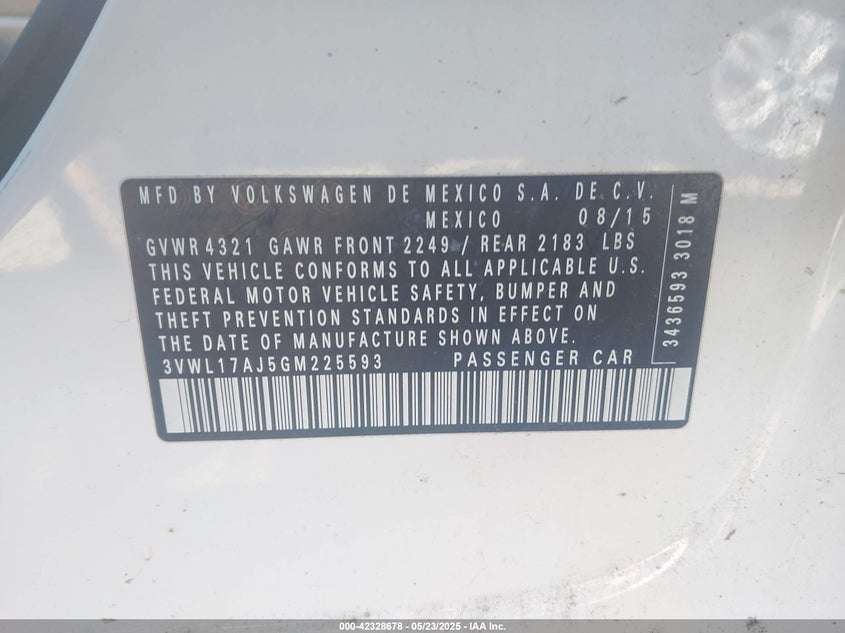 MFD BY VOLKSWAGEN DE MEXICO S.A. DE C.V.
MEXICO 08/15
GVWR 4321 GAWR FRONT 2249 / REAR 2183 LBS
THIS VEHICLE CONFORMS TO ALL APPLICABLE U.S.
FEDERAL MOTOR VEHICLE SAFETY, BUMPER AND
THEFT PREVENTION STANDARDS IN EFFECT ON
THE DATE OF MANUFACTURE SHOWN ABOVE.
3VWL17AJ5GM225593 PASSENGER CAR
3436593 3018 M
000-42328678 - 05/23/2025 - IAA Inc.